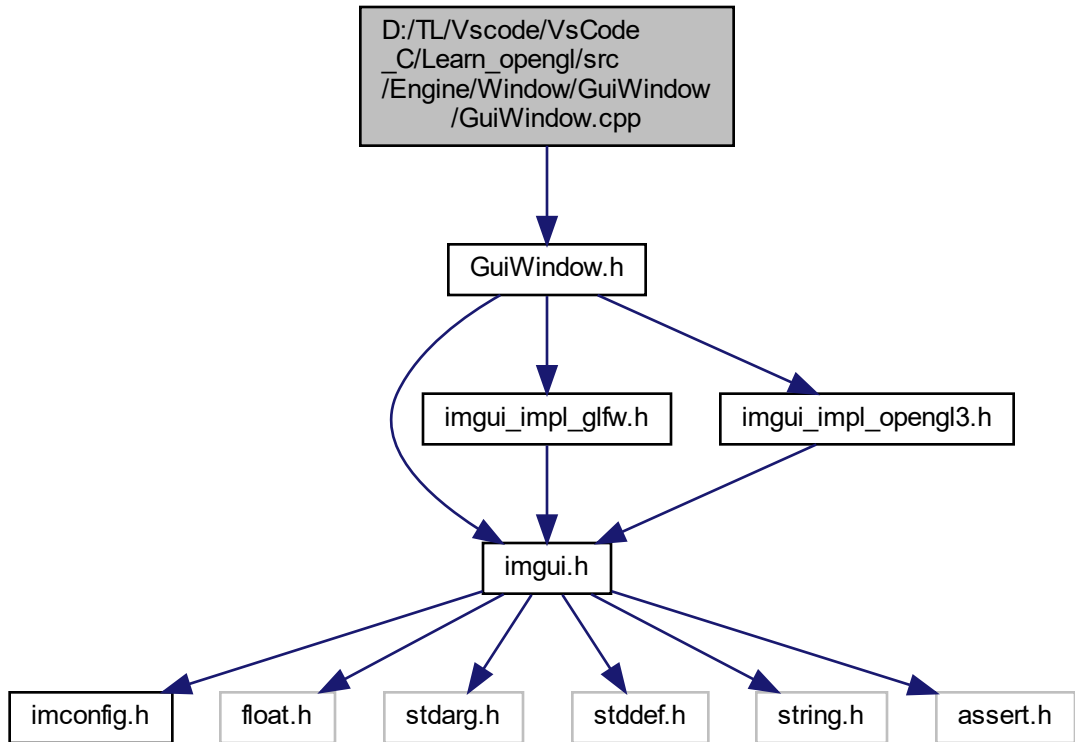 D:/TL/Vscode/VsCode
_C/Learn_opengl/src
/Engine/Window/GuiWindow
/GuiWindow.cpp
GuiWindow.h
imgui_impl_glfw.h
imgui_impl_opengl3.h
imgui.h
imconfig.h
float.h
stdarg.h
stddef.h
string.h
assert.h